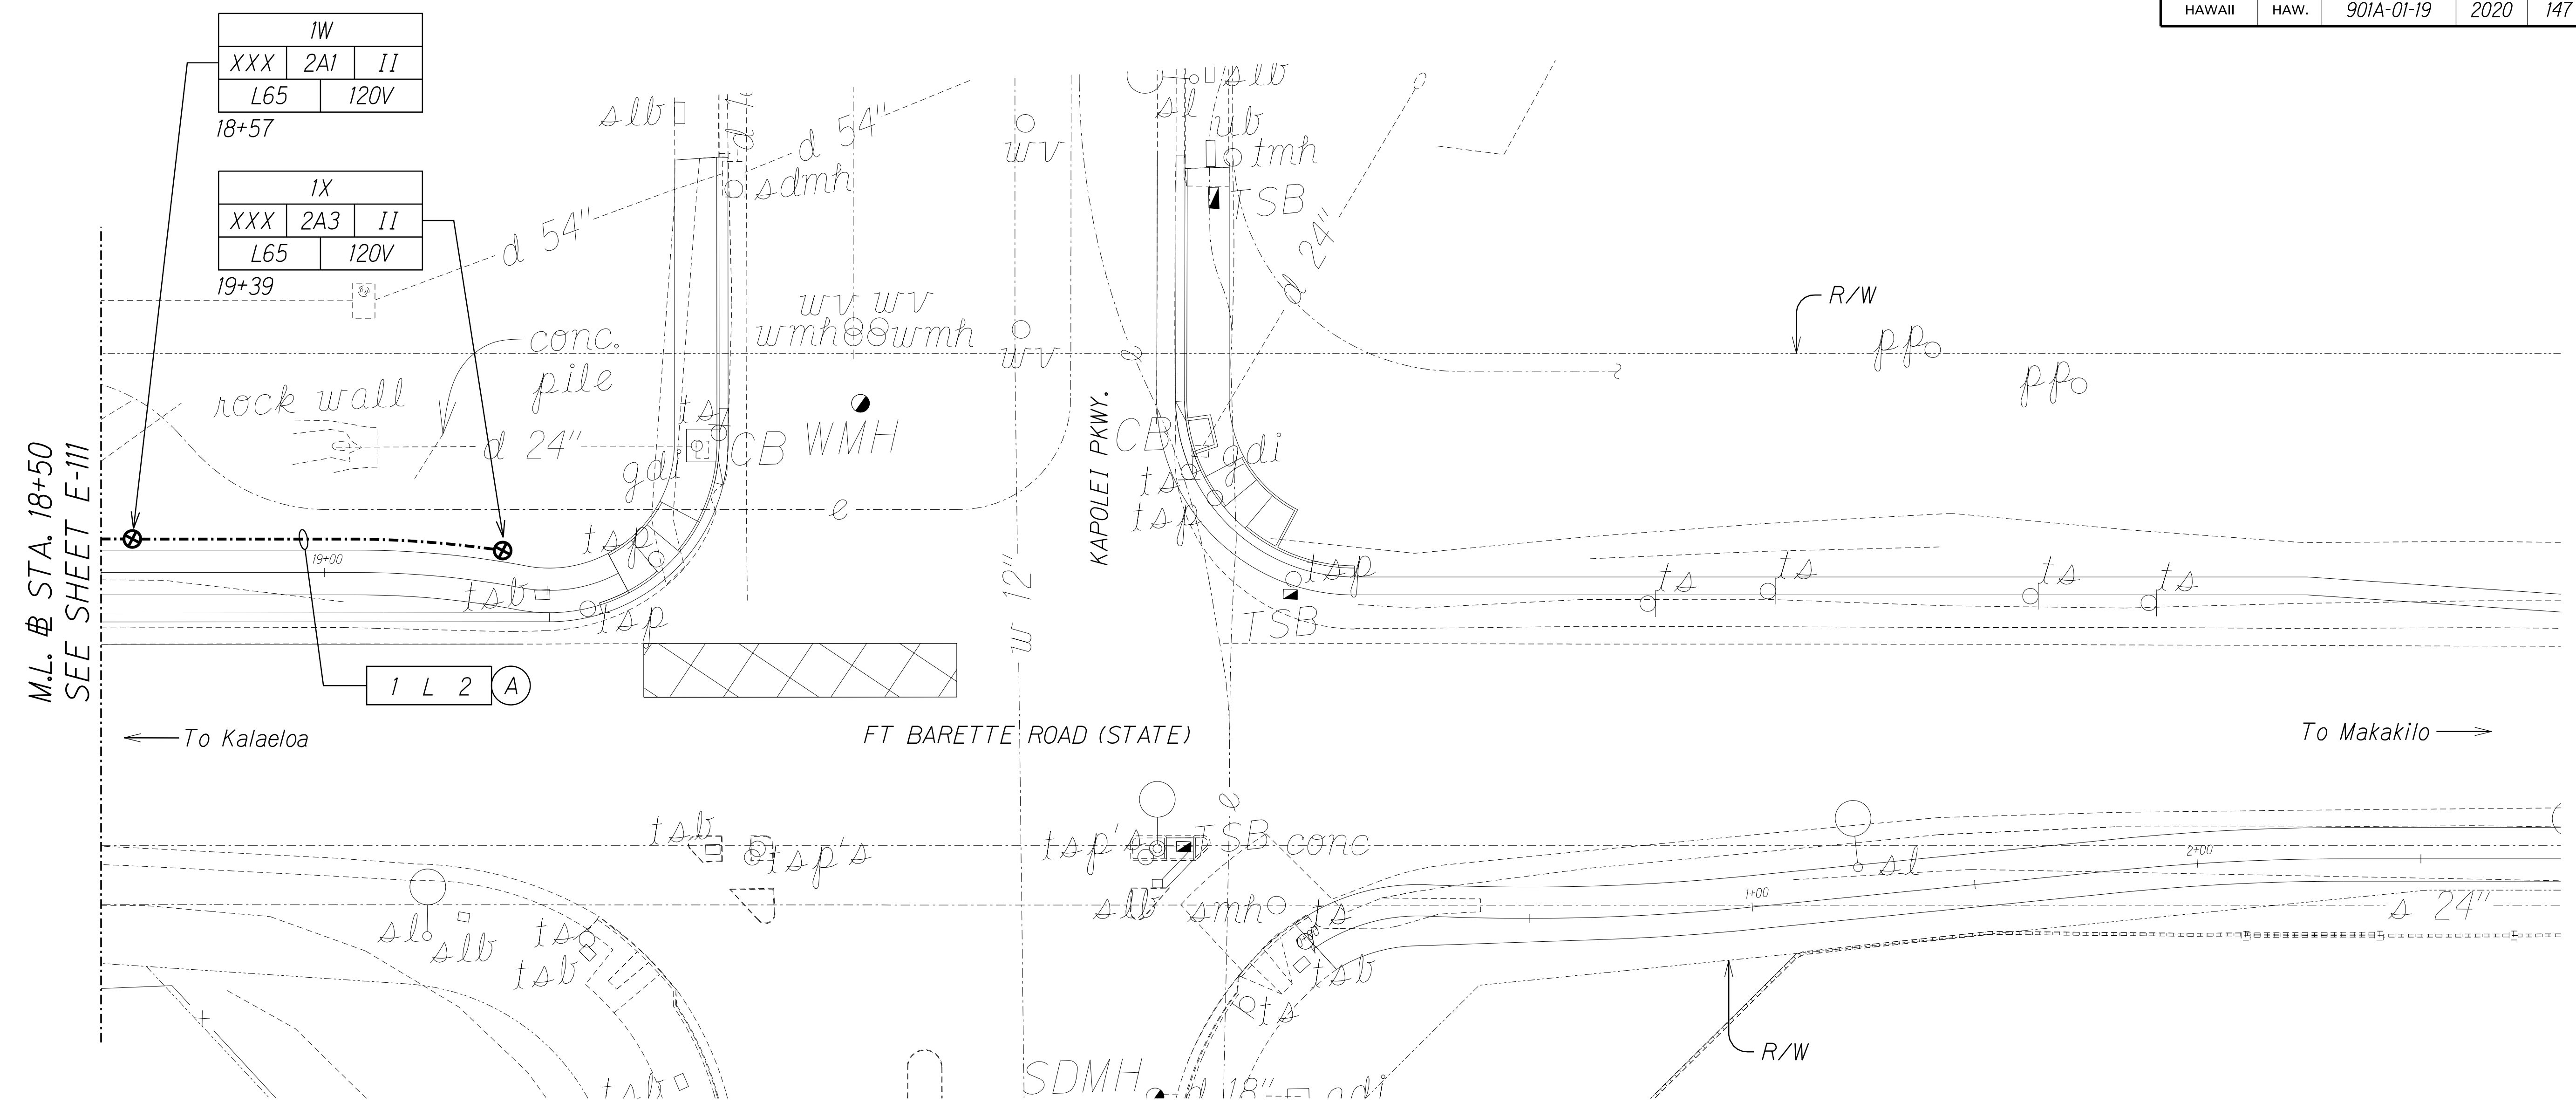 HAWAII HAW. 901A-01-19 2020 147
1W
XXX 2A1 II
L65 120V
18+57
1X
XXX 2A3 II
L65 120V
19+39
slb
d 54"
sdmh
d 54"
wv
slb
sl
ub
tmh
TSB
d 24"
R/W
wv wv
wmh wmh
wv
e
pp
pp
conc.
pile
rock wall
ts
d 24"
CB WMH
gdi
KAPOLEI PKWY.
CB
gdi
ts
tsp
e
M.L. B STA. 18+50
SEE SHEET E-111
19+00
tsp
tsb
tsp
w 12"
tsp
TSB
ts
ts
ts
ts
1 L 2 A
To Kalaeloa
FT BARETTE ROAD (STATE)
To Makakilo
e
tsb
tsp's
tsp's
TSB conc
slb
smh
ts
tsb
ts
sl
1+00
2+00
s 24"
sl
slb
ts
tsb
R/W
tsb
SDMH
d 18"
gdi